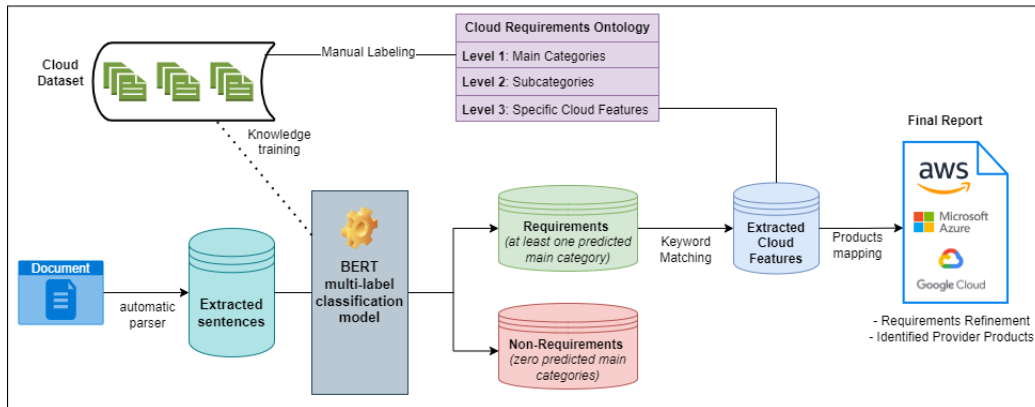 Cloud
Dataset
Manual Labeling
Cloud Requirements Ontology
Level 1: Main Categories
Level 2: Subcategories
Level 3: Specific Cloud Features
Knowledge
training
Final Report
aws
Microsoft
Azure
Google Cloud
Document
automatic
parser
Extracted
sentences
BERT
multi-label
classification
model
Requirements
(at least one predicted
main category)
Keyword
Matching
Extracted
Cloud
Features
Products
mapping
Non-Requirements
(zero predicted main
categories)
- Requirements Refinement
- Identified Provider Products